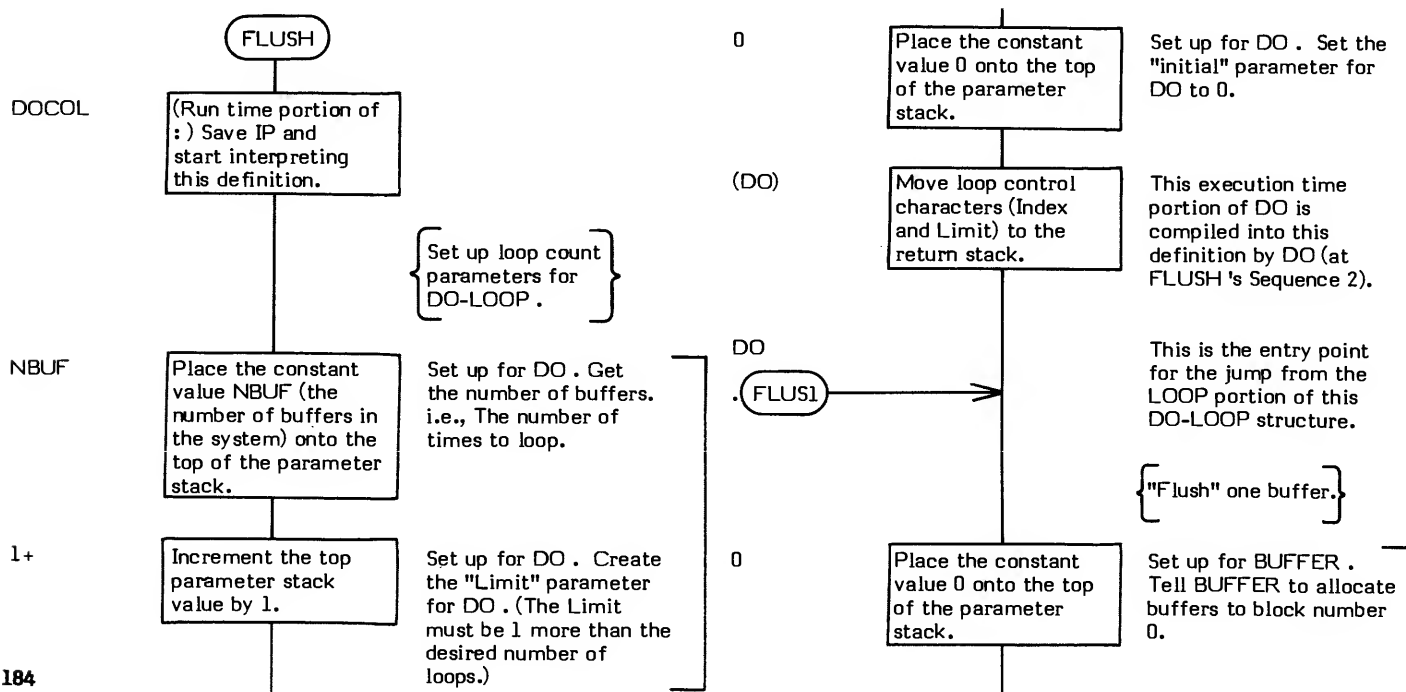 FLUSH
DOCOL
(Run time portion of
: ) Save IP and
start interpreting
this definition.
Set up loop count
parameters for
DO-LOOP .
NBUF
Place the constant
value NBUF (the
number of buffers in
the system) onto the
top of the parameter
stack.
Set up for DO . Get
the number of buffers.
i.e., The number of
times to loop.
1+
Increment the top
parameter stack
value by 1.
Set up for DO . Create
the "Limit" parameter
for DO . (The Limit
must be 1 more than the
desired number of
loops.)
184
0
Place the constant
value 0 onto the top
of the parameter
stack.
Set up for DO . Set the
"initial" parameter for
DO to 0.
(DO)
Move loop control
characters (Index
and Limit) to the
return stack.
This execution time
portion of DO is
compiled into this
definition by DO (at
FLUSH 's Sequence 2).
DO
. FLUS1
This is the entry point
for the jump from the
LOOP portion of this
DO-LOOP structure.
"Flush" one buffer.
0
Place the constant
value 0 onto the top
of the parameter
stack.
Set up for BUFFER .
Tell BUFFER to allocate
buffers to block number
0.